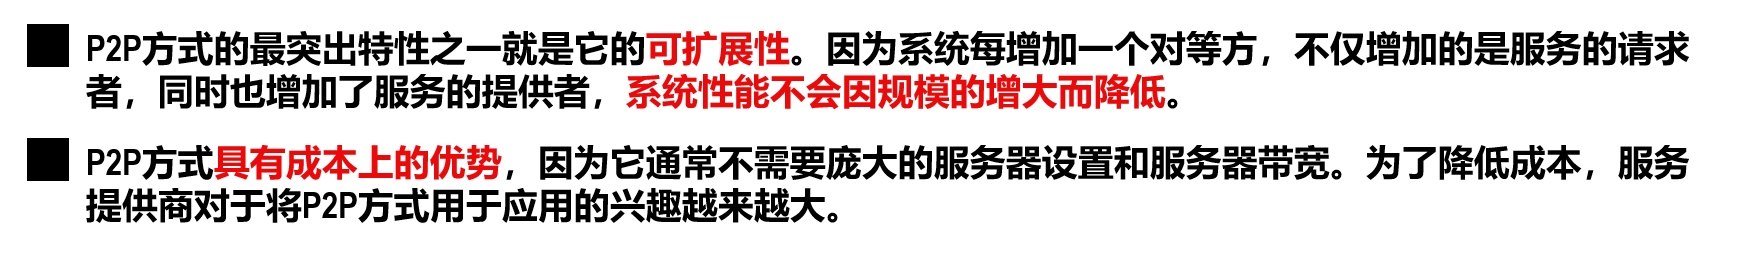 P2P方式的最突出特性之一就是它的可扩展性。因为系统每增加一个对等方，不仅增加的是服务的请求
者，同时也增加了服务的提供者，系统性能不会因规模的增大而降低。
P2P方式具有成本上的优势，因为它通常不需要庞大的服务器设置和服务器带宽。为了降低成本，服务
提供商对于将P2P方式用于应用的兴趣越来越大。